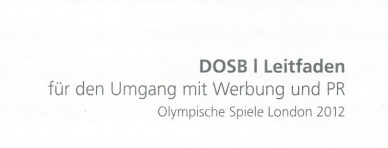 DOSB l Leitfaden
für den Umgang mit Werbung und PR
Olympische Spiele London 2012